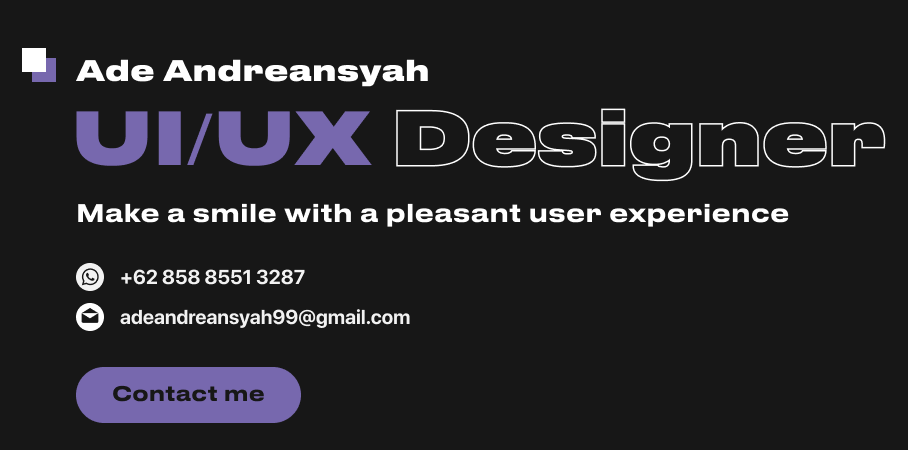 Ade Andreansyah
UI/UX Designer
Make a smile with a pleasant user experience
+62 858 8551 3287
adeandreansyah99@gmail.com
Contact me